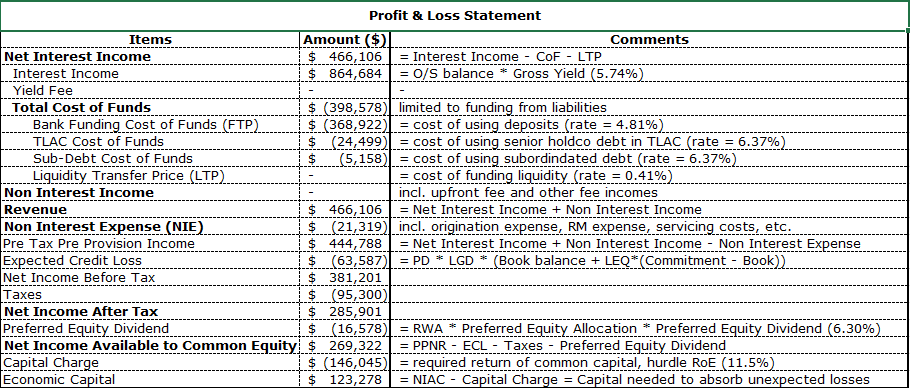 Profit & Loss Statement
Items Amount ($) Comments
Net Interest Income $ 466,106 = Interest Income - CoF - LTP
Interest Income $ 864,684 = O/S balance * Gross Yield (5.74%)
Yield Fee - -
Total Cost of Funds $ (398,578) limited to funding from liabilities
Bank Funding Cost of Funds (FTP) $ (368,922) = cost of using deposits (rate = 4.81%)
TLAC Cost of Funds $ (24,499) = cost of using senior holdco debt in TLAC (rate = 6.37%)
Sub-Debt Cost of Funds $ (5,158) = cost of using subordindated debt (rate = 6.37%)
Liquidity Transfer Price (LTP) - = cost of funding liquidity (rate = 0.41%)
Non Interest Income - incl. upfront fee and other fee incomes
Revenue $ 466,106 = Net Interest Income + Non Interest Income
Non Interest Expense (NIE) $ (21,319) incl. origination expense, RM expense, servicing costs, etc.
Pre Tax Pre Provision Income $ 444,788 = Net Interest Income + Non Interest Income - Non Interest Expense
Expected Credit Loss $ (63,587) = PD * LGD * (Book balance + LEQ*(Commitment - Book))
Net Income Before Tax $ 381,201
Taxes $ (95,300)
Net Income After Tax $ 285,901
Preferred Equity Dividend $ (16,578) = RWA * Preferred Equity Allocation * Preferred Equity Dividend (6.30%)
Net Income Available to Common Equity $ 269,322 = PPNR - ECL - Taxes - Preferred Equity Dividend
Capital Charge $ (146,045) = required return of common capital, hurdle RoE (11.5%)
Economic Capital $ 123,278 = NIAC - Capital Charge = Capital needed to absorb unexpected losses